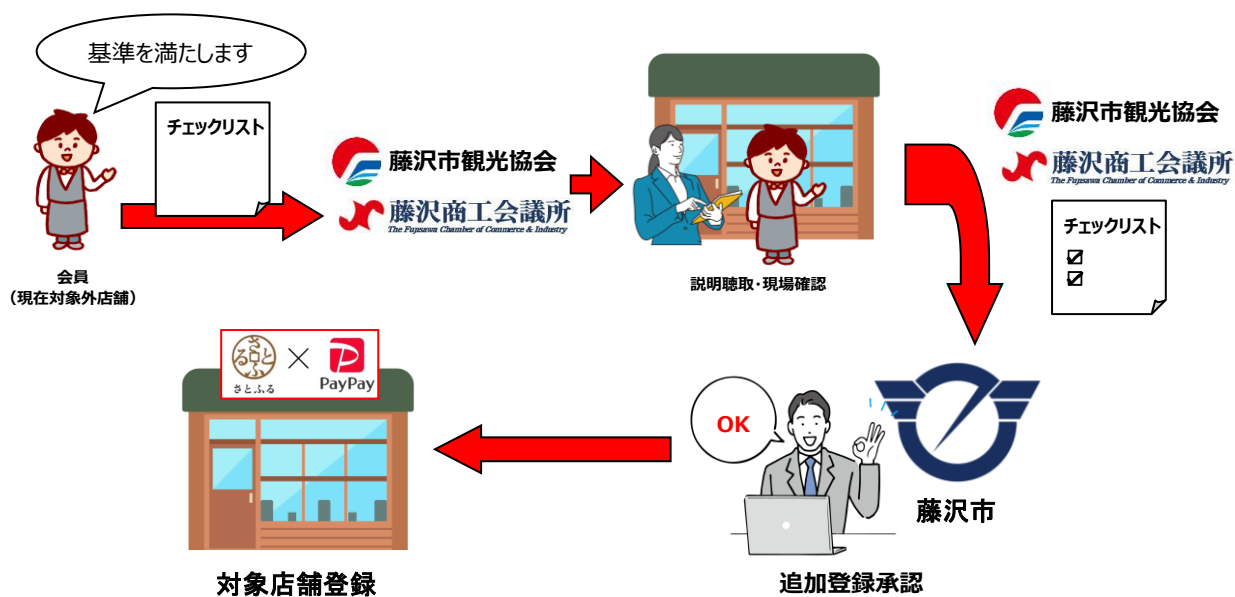 基準を満たします
チェックリスト
会員
（現在対象外店舗）
藤沢市観光協会
藤沢商工会議所
The Fujisawa Chamber of Commerce & Industry
説明聴取・現場確認
藤沢市観光協会
藤沢商工会議所
The Fujisawa Chamber of Commerce & Industry
チェックリスト
OK
藤沢市
追加登録承認
さとふる
さとふる
×
PayPay
対象店舗登録